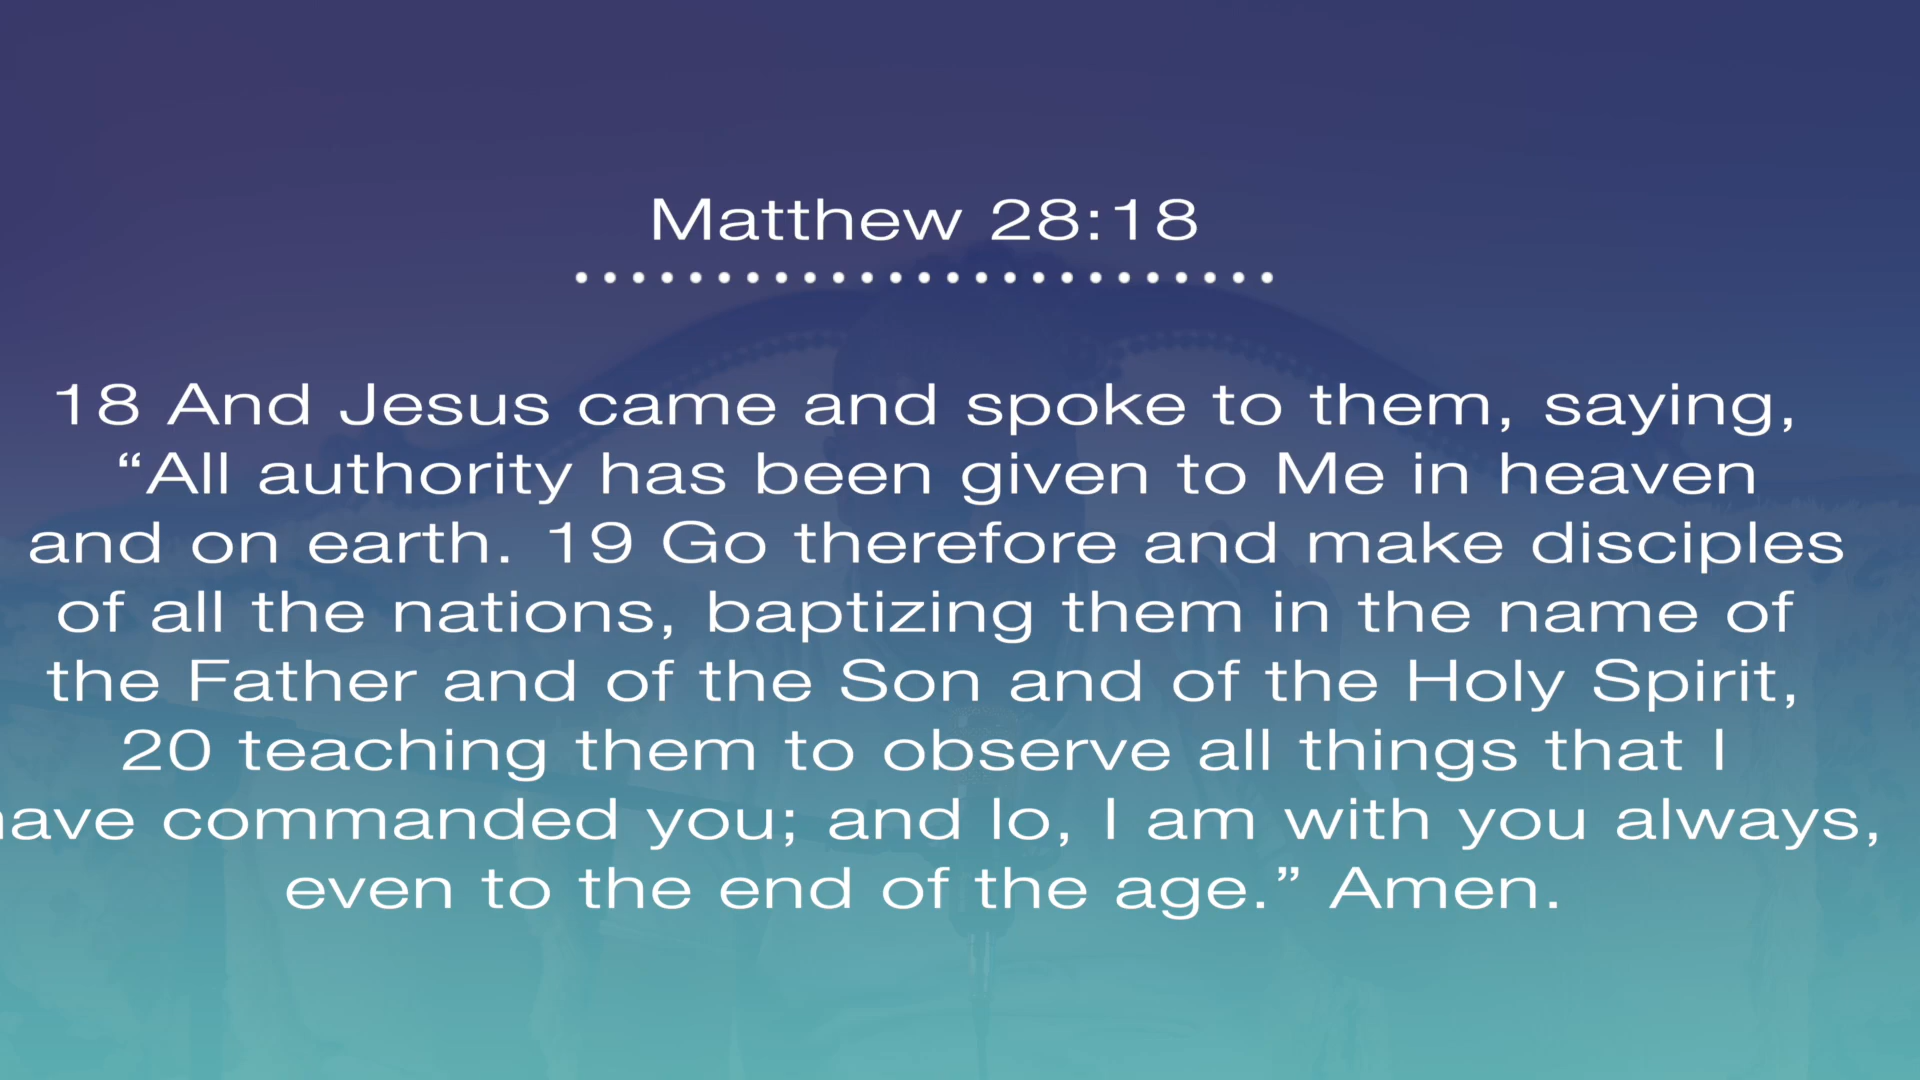 Matthew 28:18
18 And Jesus came and spoke to them, saying,
“All authority has been given to Me in heaven
and on earth. 19 Go therefore and make disciples
of all the nations, baptizing them in the name of
the Father and of the Son and of the Holy Spirit,
20 teaching them to observe all things that I
have commanded you; and lo, I am with you always,
even to the end of the age.” Amen.